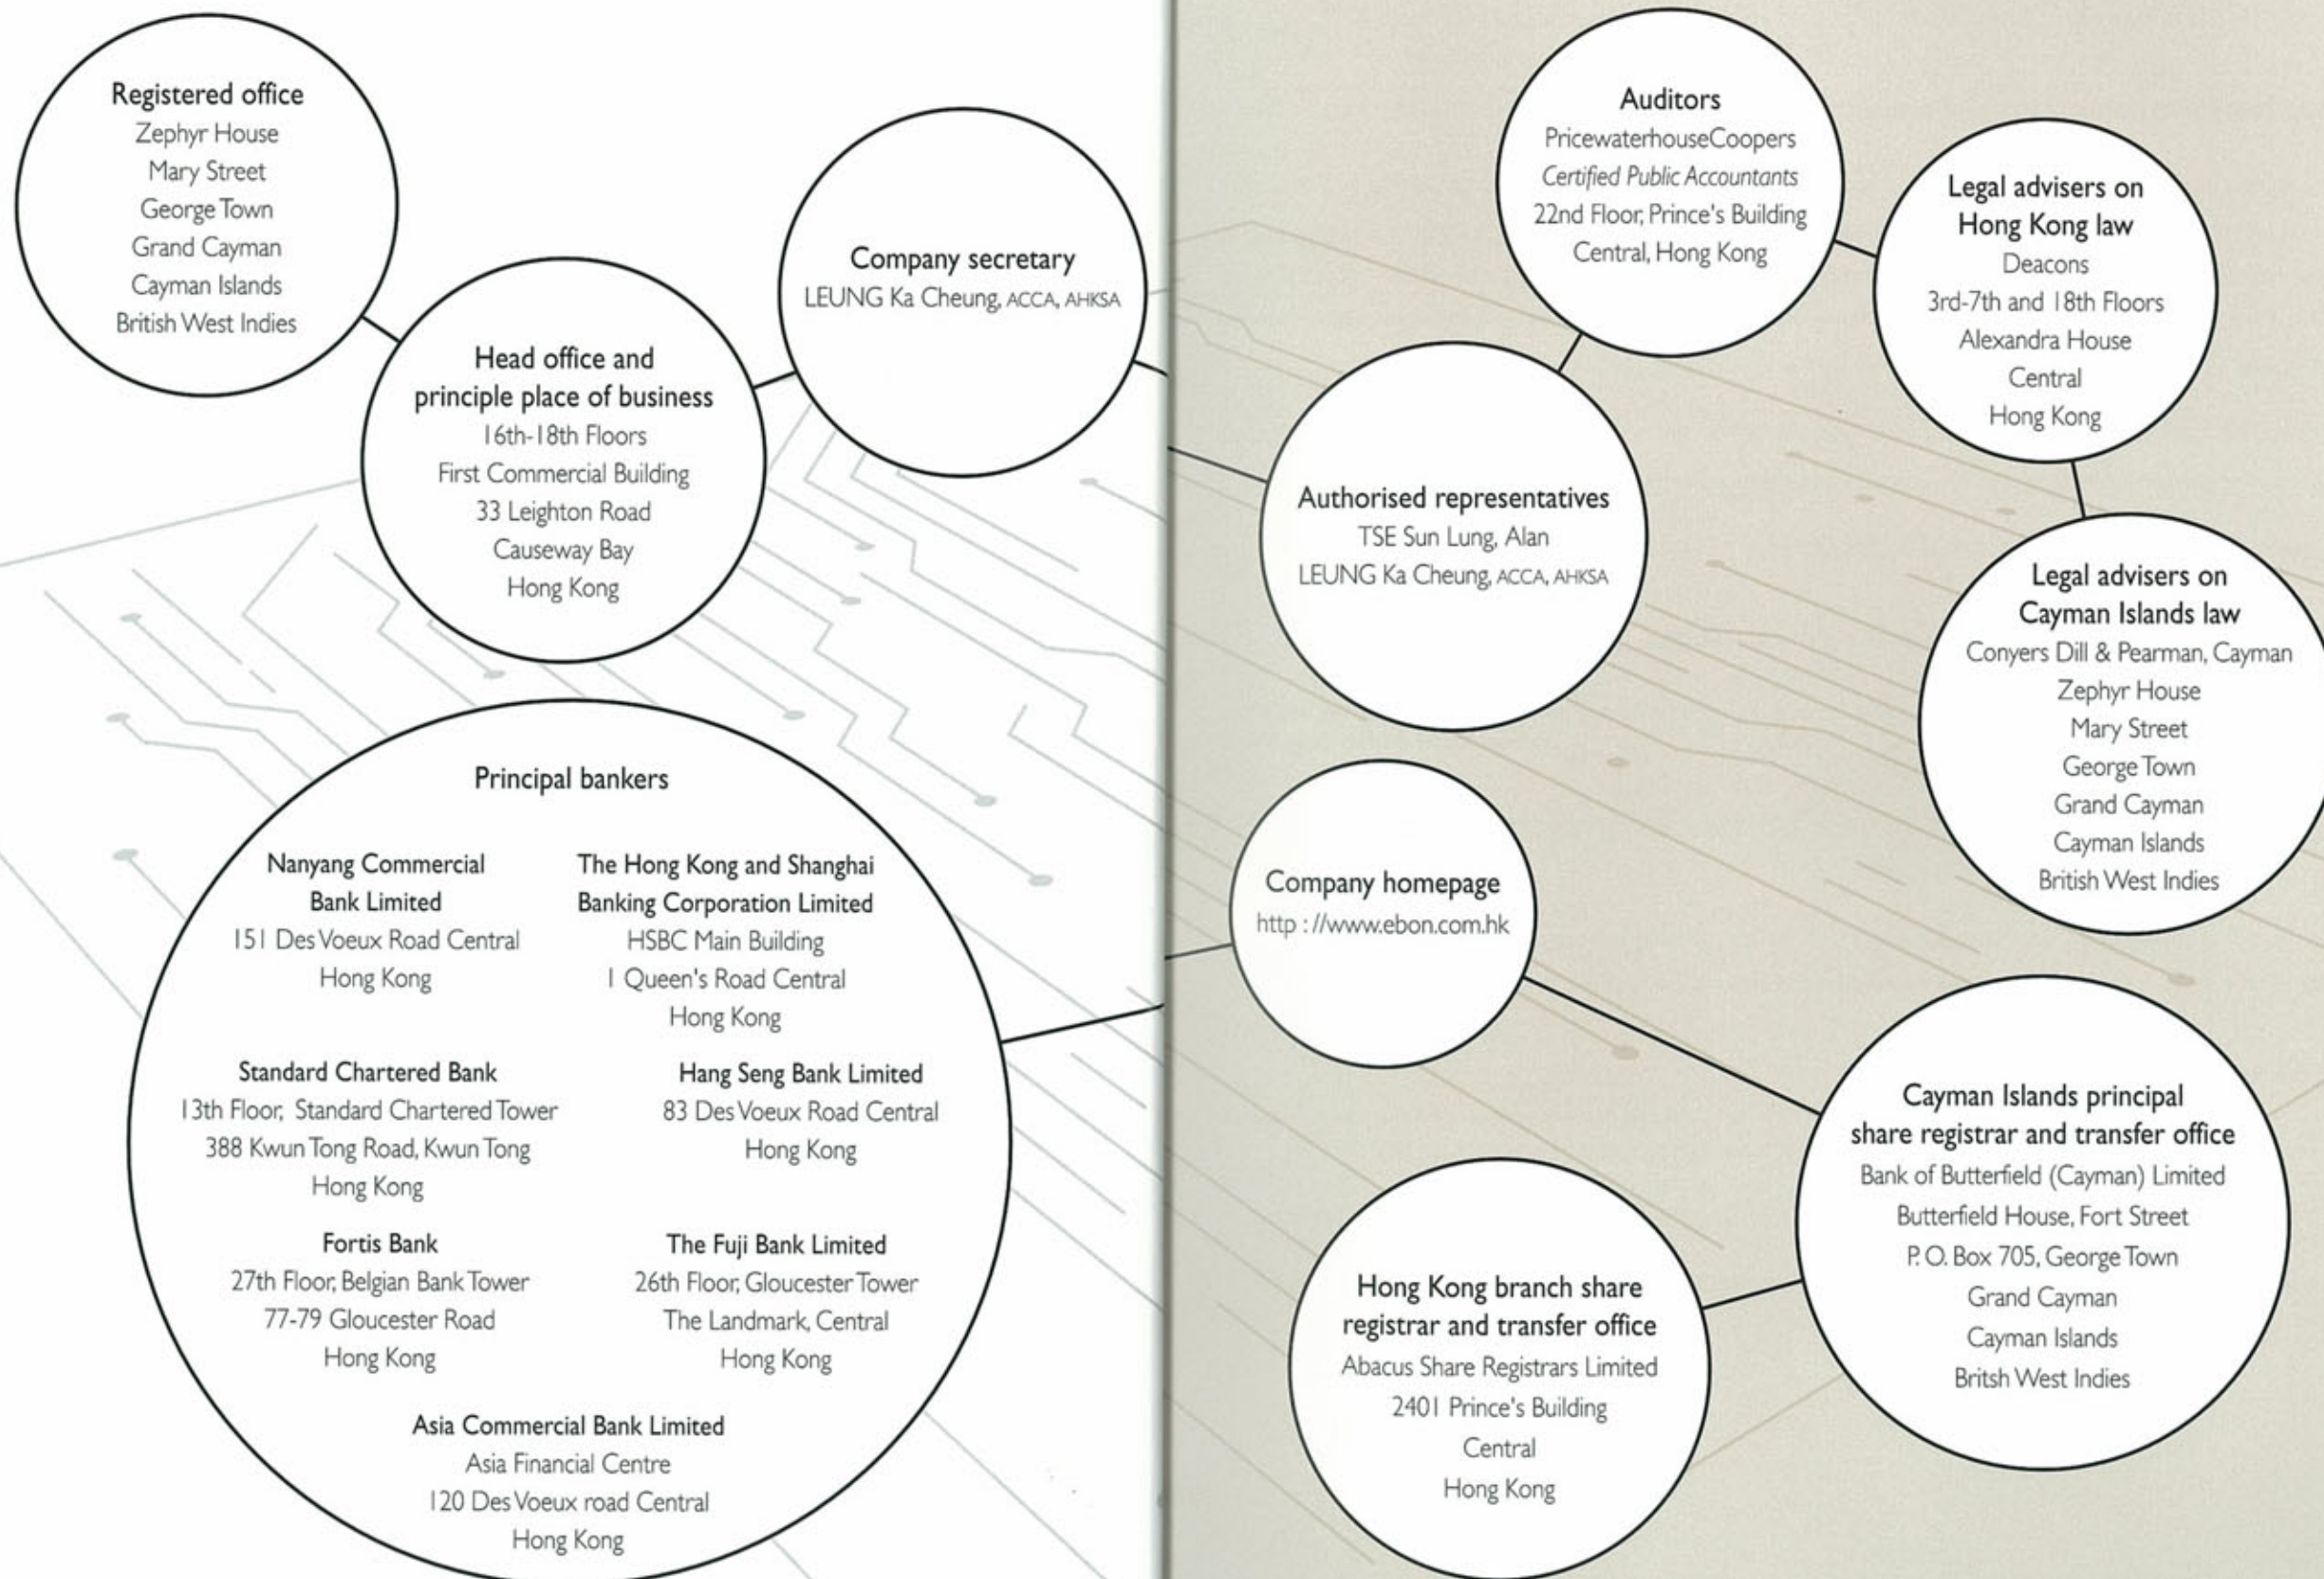 Registered office
Zephyr House
Mary Street
George Town
Grand Cayman
Cayman Islands
British West Indies
Head office and
principle place of business
16th-18th Floors
First Commercial Building
33 Leighton Road
Causeway Bay
Hong Kong
Company secretary
LEUNG Ka Cheung, ACCA, AHKSA
Principal bankers
Nanyang Commercial
Bank Limited
151 Des Voeux Road Central
Hong Kong
The Hong Kong and Shanghai
Banking Corporation Limited
HSBC Main Building
1 Queen's Road Central
Hong Kong
Standard Chartered Bank
13th Floor, Standard Chartered Tower
388 Kwun Tong Road, Kwun Tong
Hong Kong
Hang Seng Bank Limited
83 Des Voeux Road Central
Hong Kong
Fortis Bank
27th Floor, Belgian Bank Tower
77-79 Gloucester Road
Hong Kong
The Fuji Bank Limited
26th Floor, Gloucester Tower
The Landmark, Central
Hong Kong
Asia Commercial Bank Limited
Asia Financial Centre
120 Des Voeux road Central
Hong Kong
Authorised representatives
TSE Sun Lung, Alan
LEUNG Ka Cheung, ACCA, AHKSA
Auditors
PricewaterhouseCoopers
Certified Public Accountants
22nd Floor, Prince's Building
Central, Hong Kong
Legal advisers on
Hong Kong law
Deacons
3rd-7th and 18th Floors
Alexandra House
Central
Hong Kong
Legal advisers on
Cayman Islands law
Conyers Dill & Pearman, Cayman
Zephyr House
Mary Street
George Town
Grand Cayman
Cayman Islands
British West Indies
Company homepage
http : //www.ebon.com.hk
Cayman Islands principal
share registrar and transfer office
Bank of Butterfield (Cayman) Limited
Butterfield House, Fort Street
P. O. Box 705, George Town
Grand Cayman
Cayman Islands
Britsh West Indies
Hong Kong branch share
registrar and transfer office
Abacus Share Registrars Limited
2401 Prince's Building
Central
Hong Kong